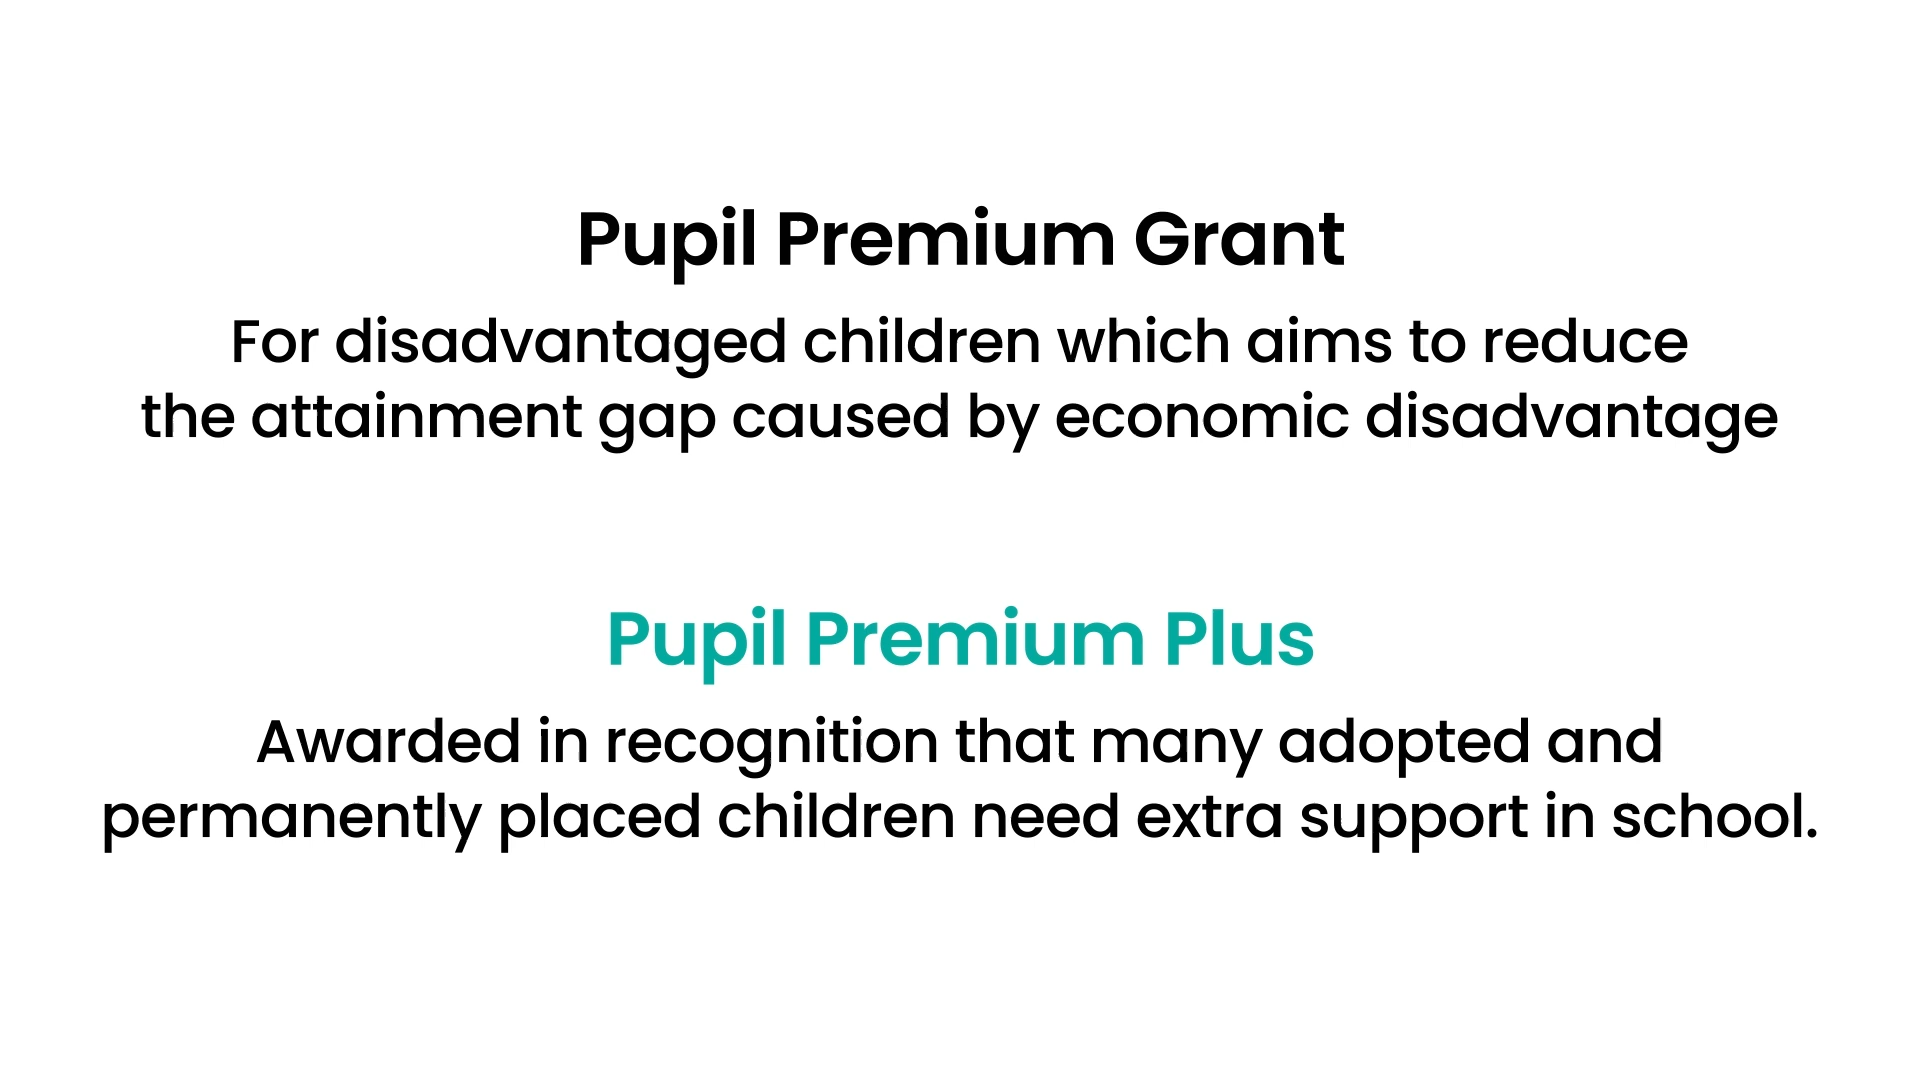 Pupil Premium Grant
For disadvantaged children which aims to reduce
the attainment gap caused by economic disadvantage
Pupil Premium Plus
Awarded in recognition that many adopted and
permanently placed children need extra support in school.